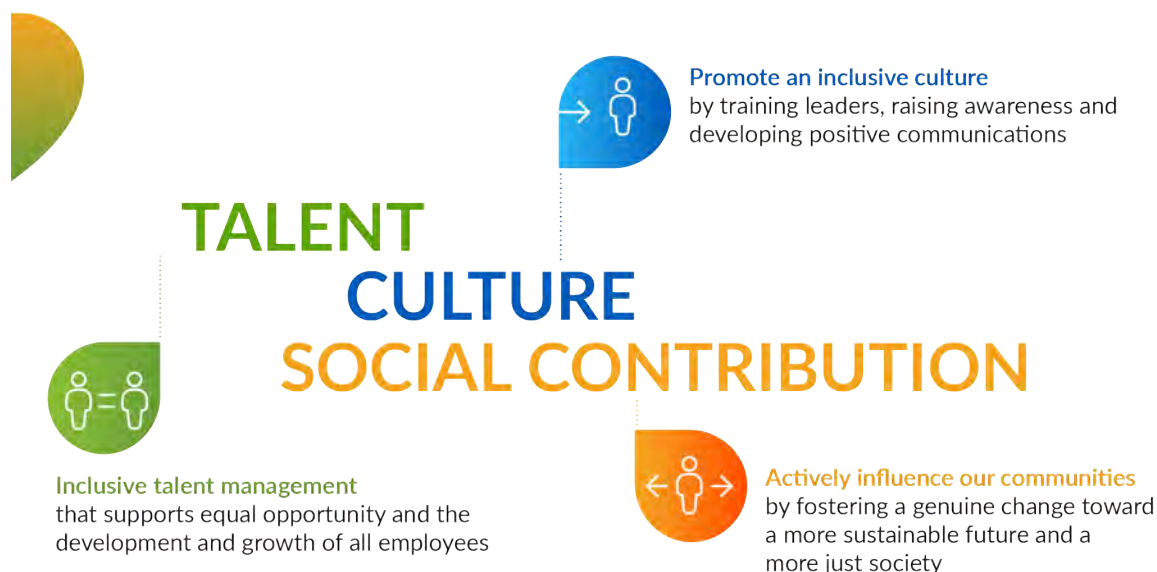 Promote an inclusive culture
by training leaders, raising awareness and
developing positive communications
TALENT
CULTURE
SOCIAL CONTRIBUTION
Inclusive talent management
that supports equal opportunity and the
development and growth of all employees
Actively influence our communities
by fostering a genuine change toward
a more sustainable future and a
more just society